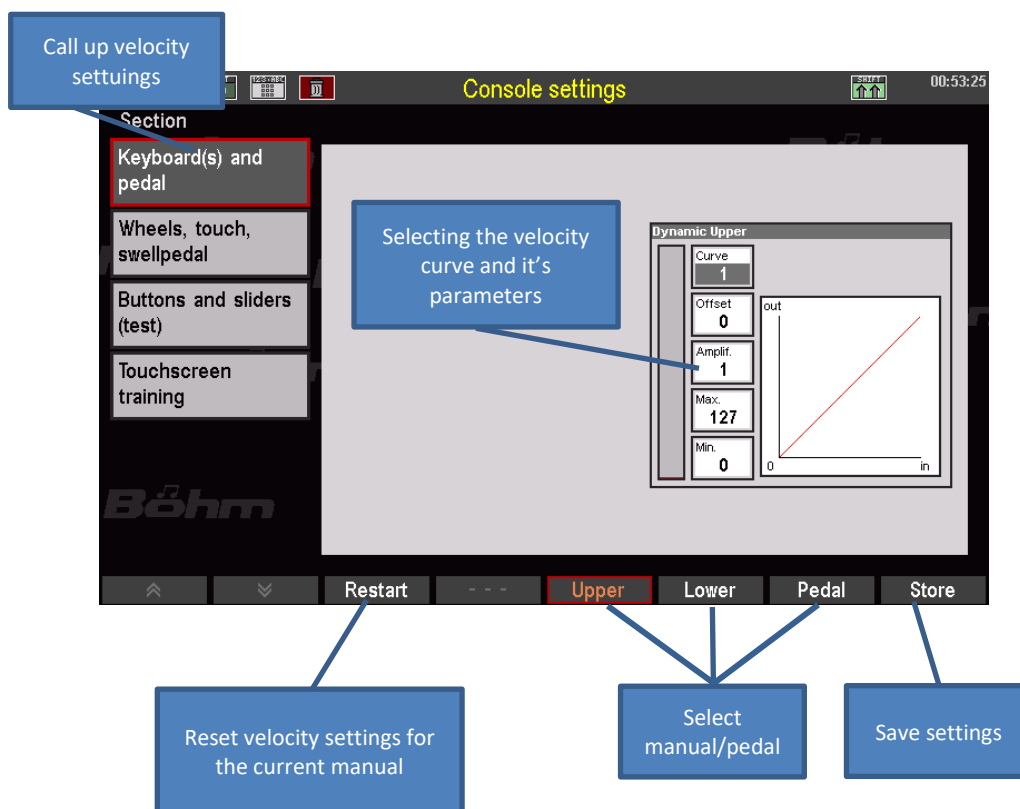 Call up velocity
settuings
123·ABC
Console settings
SHIFT
00:53:25
Section
Keyboard(s) and
pedal
Wheels, touch,
swellpedal
Buttons and sliders
(test)
Touchscreen
training
Selecting the velocity
curve and it's
parameters
Dynamic Upper
Curve
1
Offset
0
Amplif.
1
Max.
127
Min.
0
out
0
in
Böhm
Restart
- - -
Upper
Lower
Pedal
Store
Reset velocity settings for
the current manual
Select
manual/pedal
Save settings